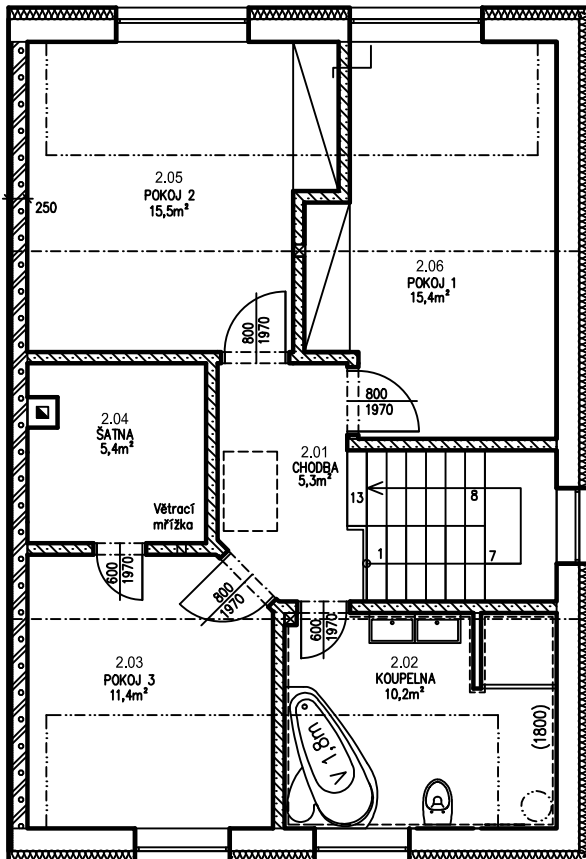 2.05
POKOJ 2
15,5m²
250
2.06
POKOJ 1
15,4m²
800
1970
800
1970
2.04
ŠATNA
5,4m²
2.01
CHODBA
5,3m²
13
8
Větrací
mřížka
1
7
600
1970
800
1970
600
1970
2.03
POKOJ 3
11,4m²
2.02
KOUPELNA
10,2m²
V 1,8m
(1800)